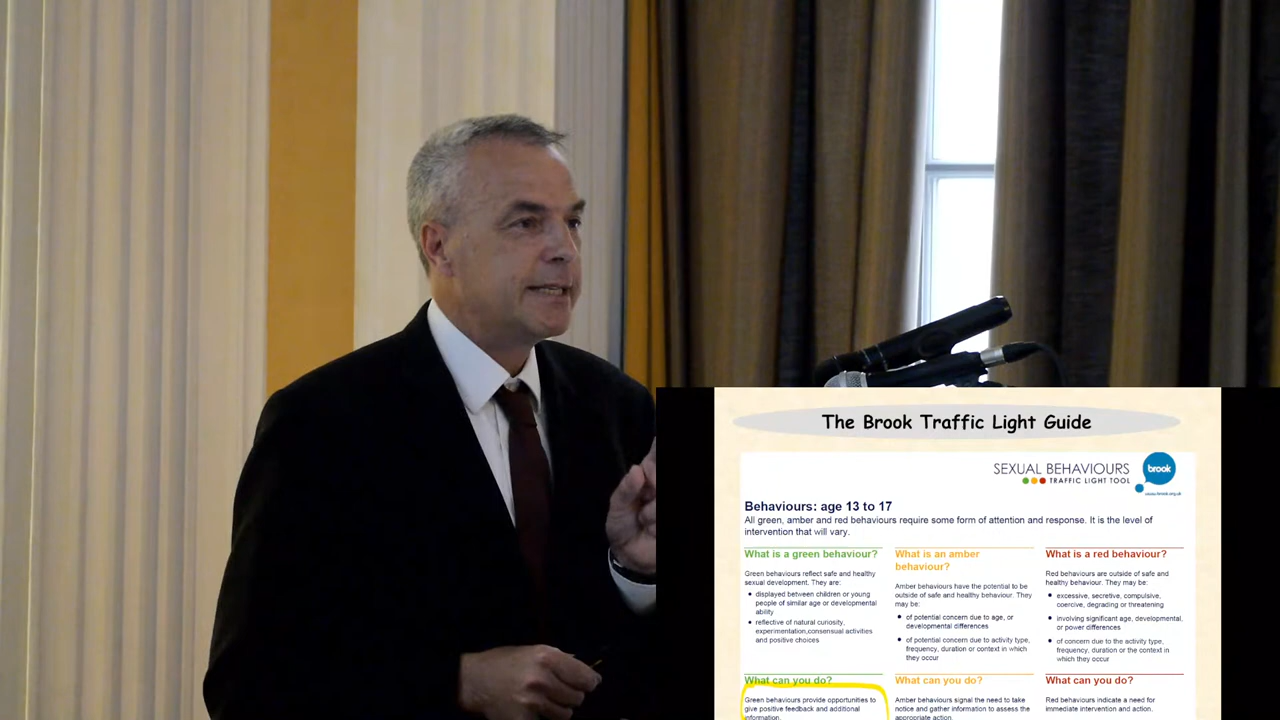 The Brook Traffic Light Guide
SEXUAL BEHAVIOURS
TRAFFIC LIGHT TOOL
brook
www.brook.org.uk
Behaviours: age 13 to 17
All green, amber and red behaviours require some form of attention and response. It is the level of
intervention that will vary.
What is a green behaviour?
Green behaviours reflect safe and healthy
sexual development. They are:
• displayed between children or young
people of similar age or developmental
ability
• reflective of natural curiosity,
experimentation,consensual activities
and positive choices
What is an amber
behaviour?
Amber behaviours have the potential to be
outside of safe and healthy behaviour. They
may be:
• of potential concern due to age, or
developmental differences
• of potential concern due to activity type,
frequency, duration or context in which
they occur
What is a red behaviour?
Red behaviours are outside of safe and
healthy behaviour. They may be:
• excessive, secretive, compulsive,
coercive, degrading or threatening
• involving significant age, developmental,
or power differences
• of concern due to the activity type,
frequency, duration or the context in
which they occur
What can you do?
Green behaviours provide opportunities to
give positive feedback and additional
information.
What can you do?
Amber behaviours signal the need to take
notice and gather information to assess the
appropriate action.
What can you do?
Red behaviours indicate a need for
immediate intervention and action.